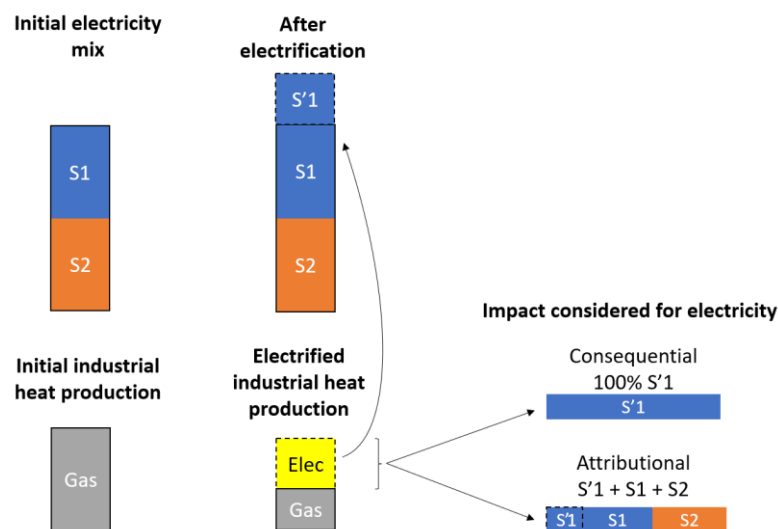 Initial electricity
mix
S1
S2
After
electrification
S'1
S1
S2
Initial industrial
heat production
Gas
Electrified
industrial heat
production
Elec
Gas
Impact considered for electricity
Consequential
100% S'1
S'1
Attributional
S'1 + S1 + S2
S'1 S1 S2